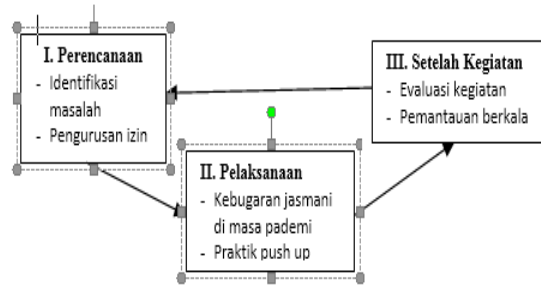 I. Perencanaan
- Identifikasi
masalah
- Pengurusan izin
II. Pelaksanaan
- Kebugaran jasmani
di masa pademi
- Praktik push up
III. Setelah Kegiatan
- Evaluasi kegiatan
- Pemantauan berkala